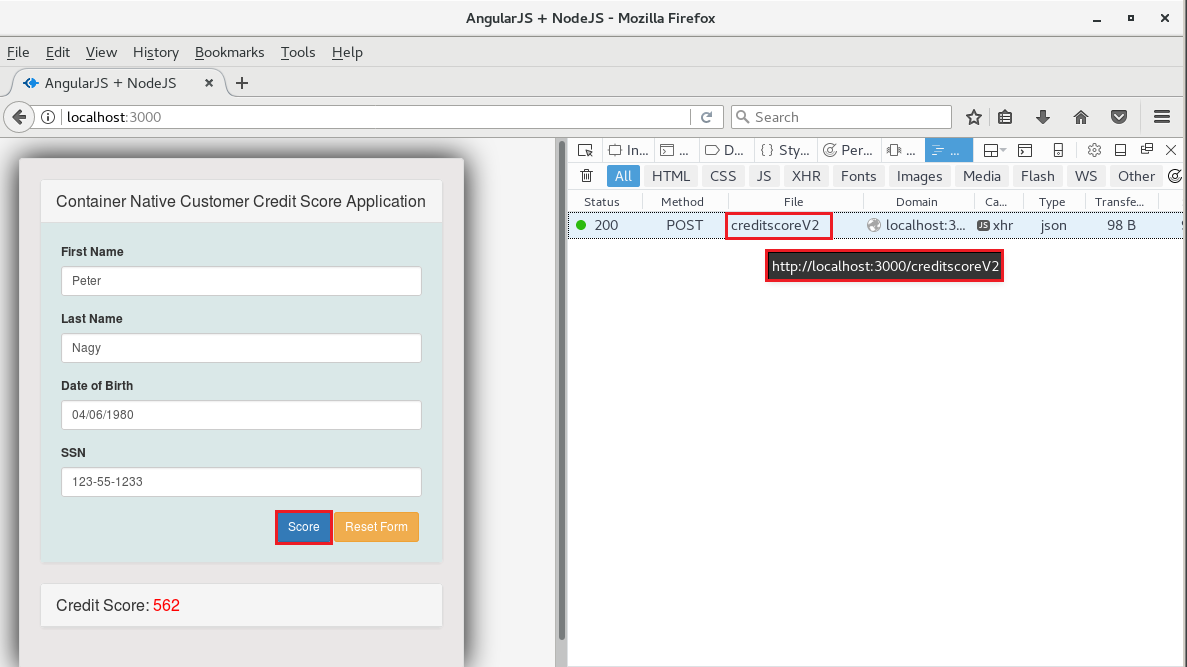 AngularJS + NodeJS - Mozilla Firefox
File Edit View History Bookmarks Tools Help
AngularJS + NodeJS
localhost:3000 Search
In... ... D... { } Sty... Per... ... ...
All HTML CSS JS XHR Fonts Images Media Flash WS Other
Status Method File Domain Ca... Type Transfe...
200 POST creditscoreV2 localhost:3... JS xhr json 98 B
http://localhost:3000/creditscoreV2
Container Native Customer Credit Score Application
First Name
Peter
Last Name
Nagy
Date of Birth
04/06/1980
SSN
123-55-1233
Score Reset Form
Credit Score: 562